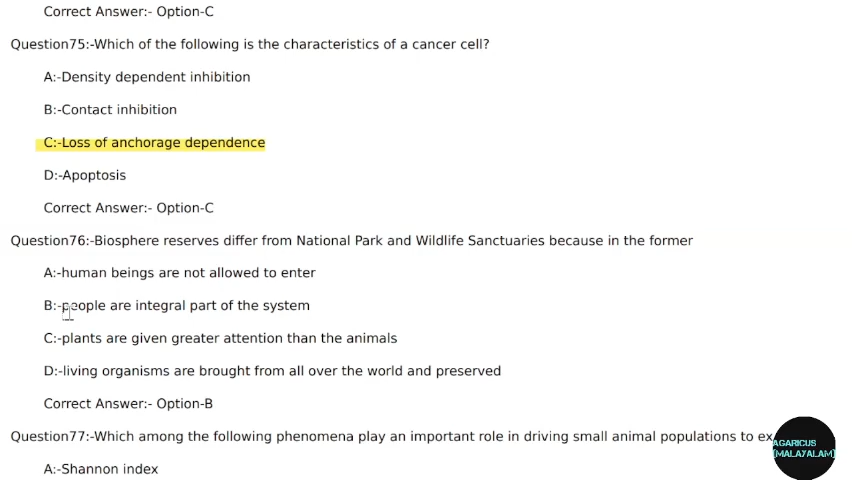 Correct Answer:- Option-C
Question75:-Which of the following is the characteristics of a cancer cell?
A:-Density dependent inhibition
B:-Contact inhibition
C:-Loss of anchorage dependence
D:-Apoptosis
Correct Answer:- Option-C
Question76:-Biosphere reserves differ from National Park and Wildlife Sanctuaries because in the former
A:-human beings are not allowed to enter
B:-people are integral part of the system
C:-plants are given greater attention than the animals
D:-living organisms are brought from all over the world and preserved
Correct Answer:- Option-B
Question77:-Which among the following phenomena play an important role in driving small animal populations to ex
A:-Shannon index
AGARICUS
(MALAYALAM)